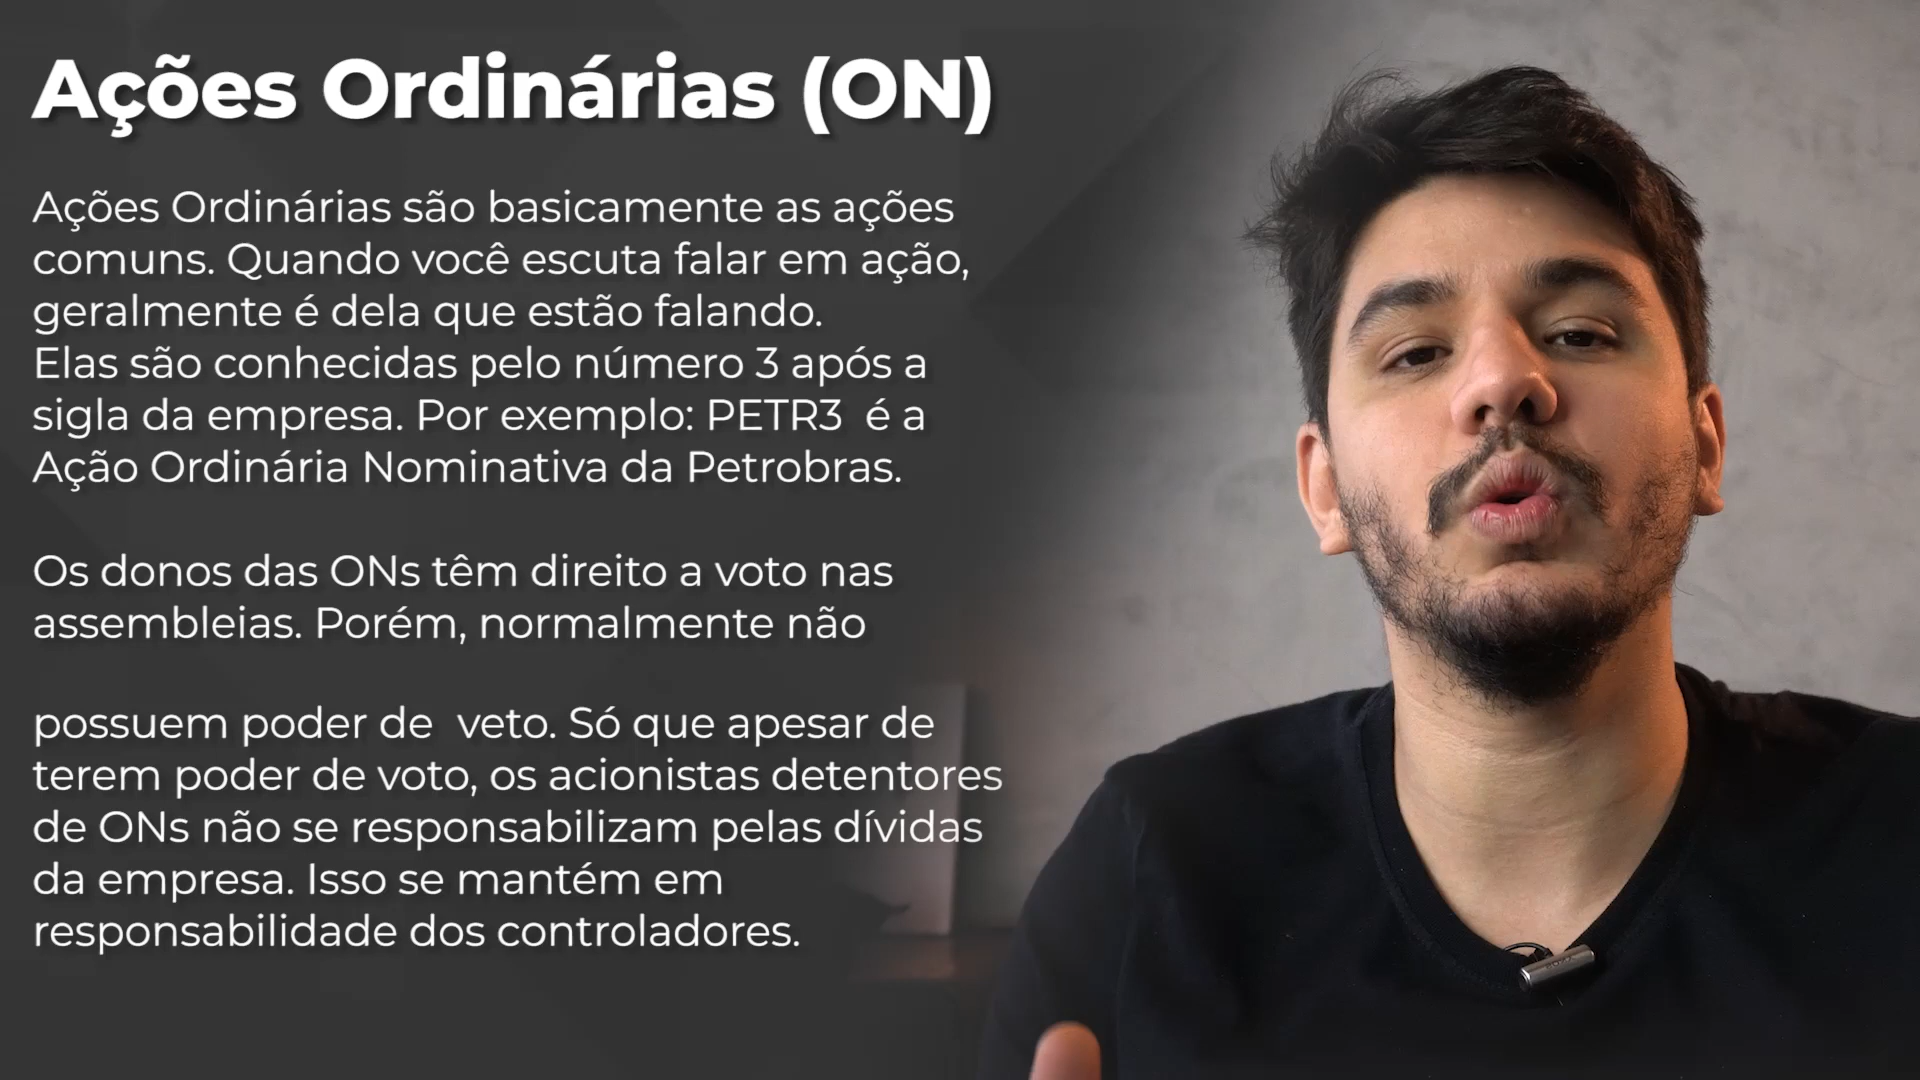 Ações Ordinárias (ON)
Ações Ordinárias são basicamente as ações
comuns. Quando você escuta falar em ação,
geralmente é dela que estão falando.
Elas são conhecidas pelo número 3 após a
sigla da empresa. Por exemplo: PETR3 é a
Ação Ordinária Nominativa da Petrobras.
Os donos das ONs têm direito a voto nas
assembleias. Porém, normalmente não
possuem poder de veto. Só que apesar de
terem poder de voto, os acionistas detentores
de ONs não se responsabilizam pelas dívidas
da empresa. Isso se mantém em
responsabilidade dos controladores.